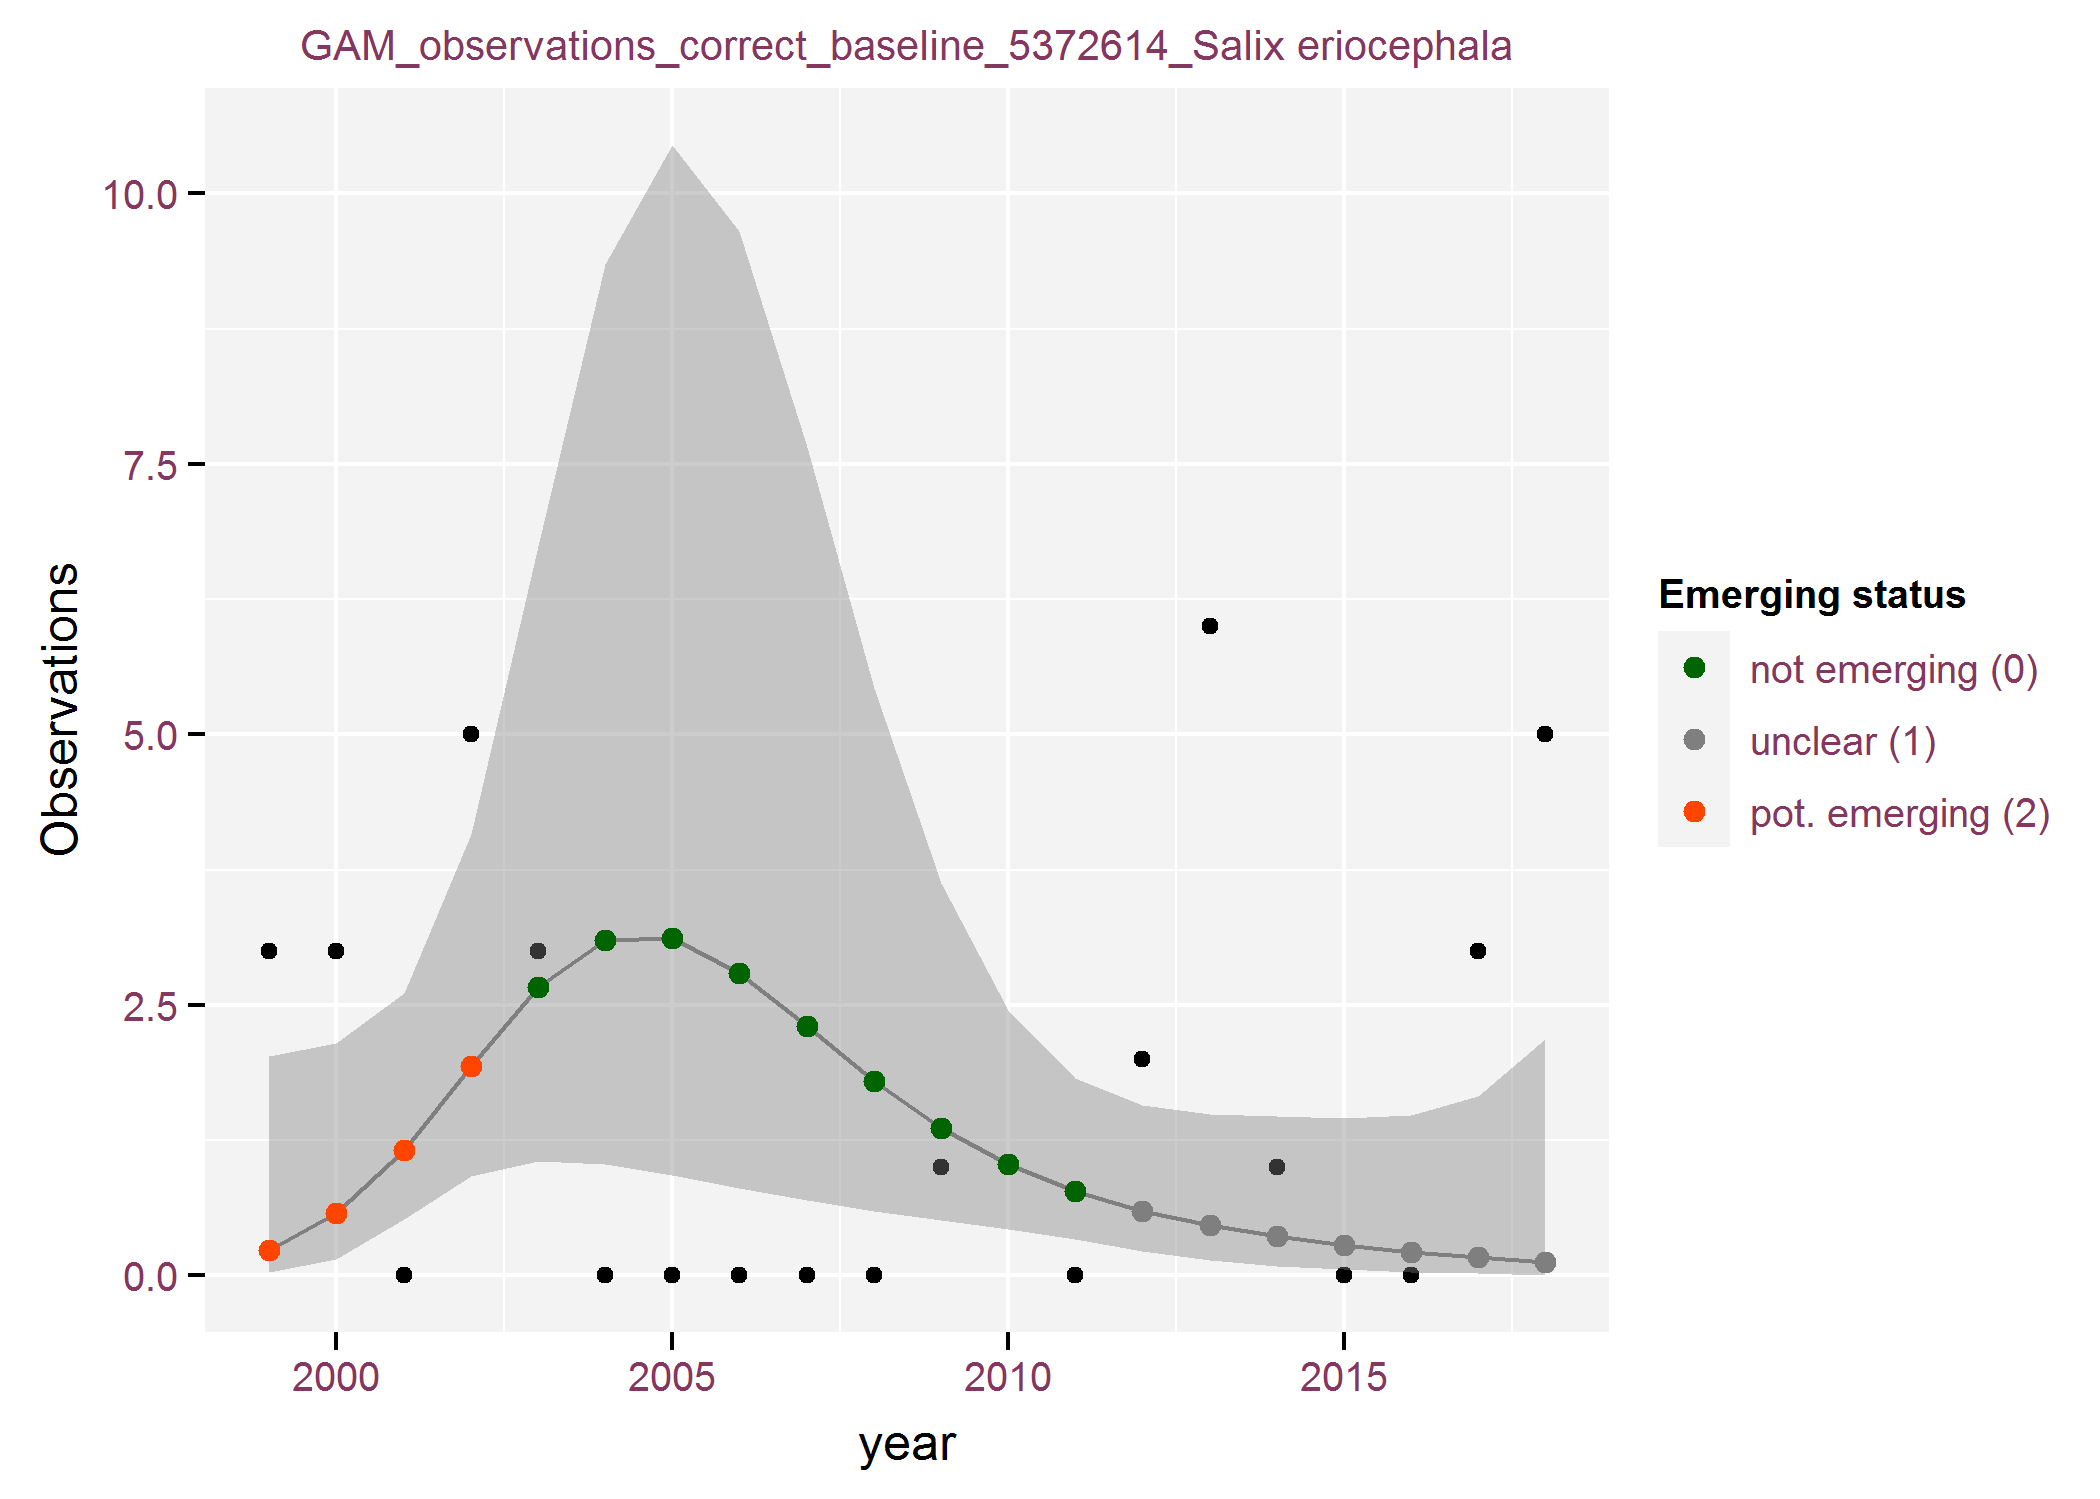 GAM_observations_correct_baseline_5372614_Salix eriocephala
10.0
7.5
5.0
2.5
0.0
Observations
2000 2005 2010 2015
year
Emerging status
not emerging (0)
unclear (1)
pot. emerging (2)